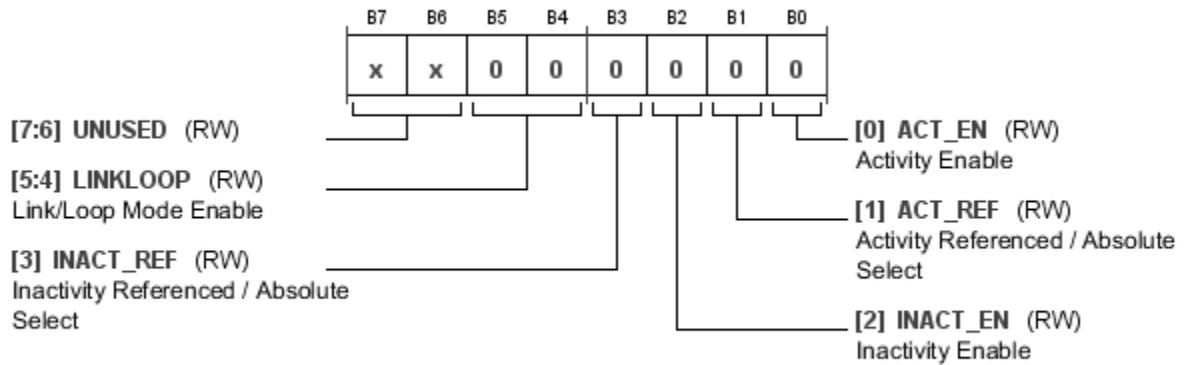 B7 B6 B5 B4 B3 B2 B1 B0
x x 0 0 0 0 0 0
[7:6] UNUSED (RW)
[5:4] LINKLOOP (RW)
Link/Loop Mode Enable
[3] INACT_REF (RW)
Inactivity Referenced / Absolute
Select
[0] ACT_EN (RW)
Activity Enable
[1] ACT_REF (RW)
Activity Referenced / Absolute
Select
[2] INACT_EN (RW)
Inactivity Enable